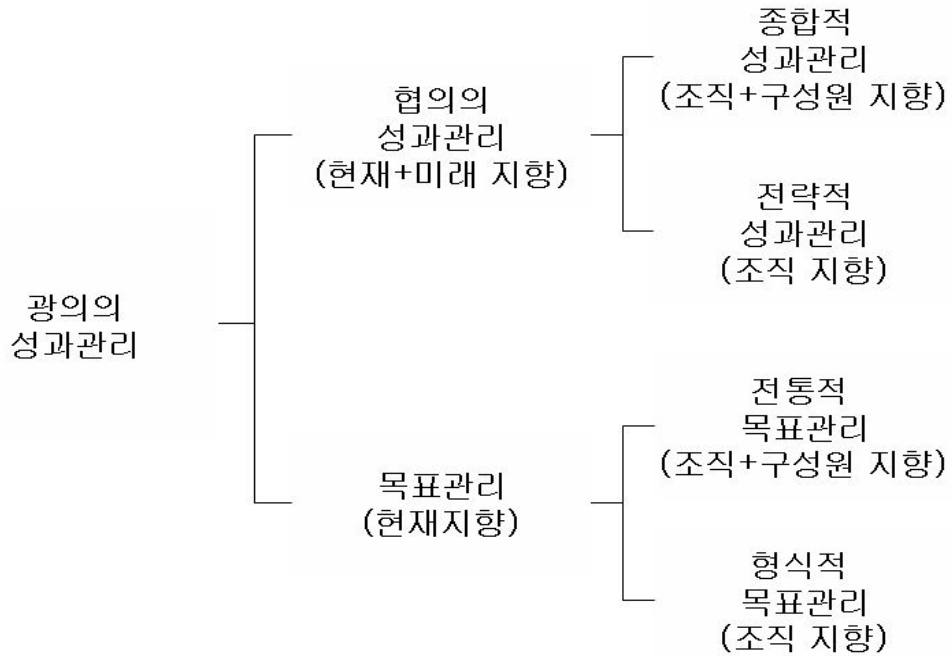 광의의
성과관리
협의의
성과관리
(현재+미래 지향)
종합적
성과관리
(조직+구성원 지향)
전략적
성과관리
(조직 지향)
목표관리
(현재지향)
전통적
목표관리
(조직+구성원 지향)
형식적
목표관리
(조직 지향)